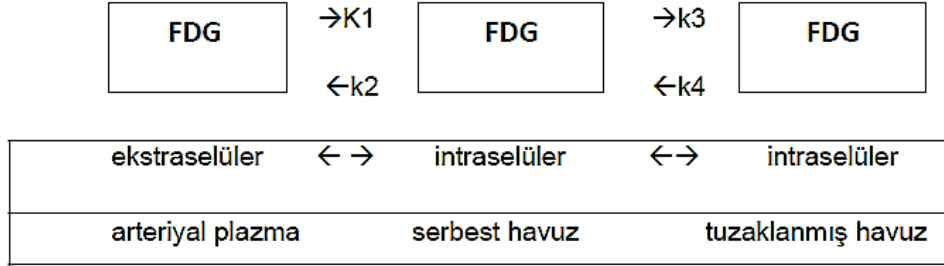 FDG →K1 FDG →k3 FDG
←k2 ←k4
ekstraselüler ← → intraselüler ←→ intraselüler
arteriyal plazma serbest havuz tuzaklanmış havuz